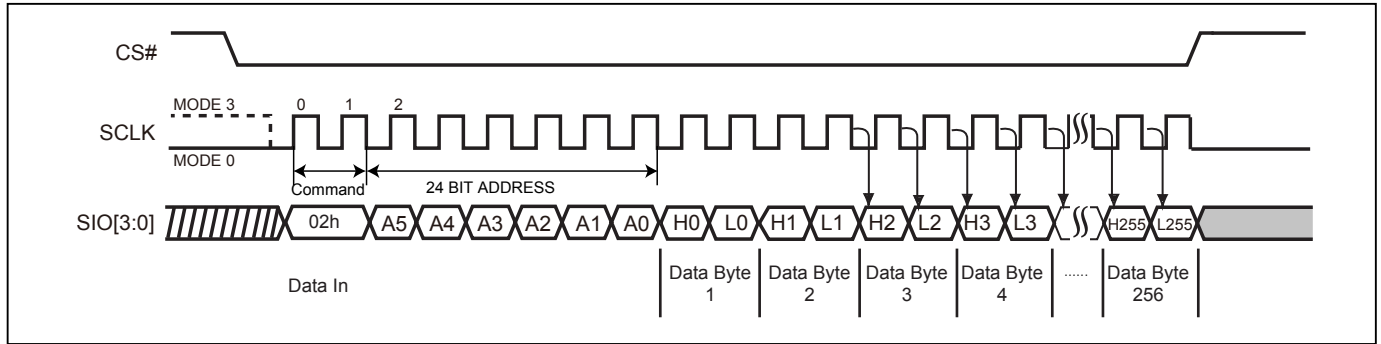 CS#
MODE 3
0 1 2
SCLK
MODE 0
Command
24 BIT ADDRESS
SIO[3:0]
02h A5 A4 A3 A2 A1 A0 H0 L0 H1 L1 H2 L2 H3 L3 H255 L255
Data In
Data Byte 1
Data Byte 2
Data Byte 3
Data Byte 4
......
Data Byte 256